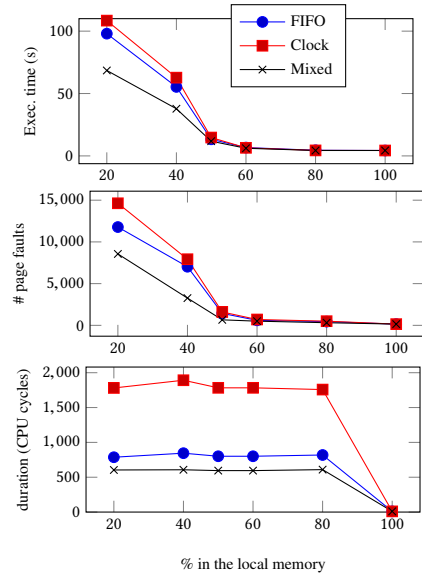 FIFO
Clock
Mixed
Exec. time (s)
100
50
0
20 40 60 80 100
# page faults
15,000
10,000
5,000
0
20 40 60 80 100
duration (CPU cycles)
2,000
1,500
1,000
500
0
20 40 60 80 100
% in the local memory